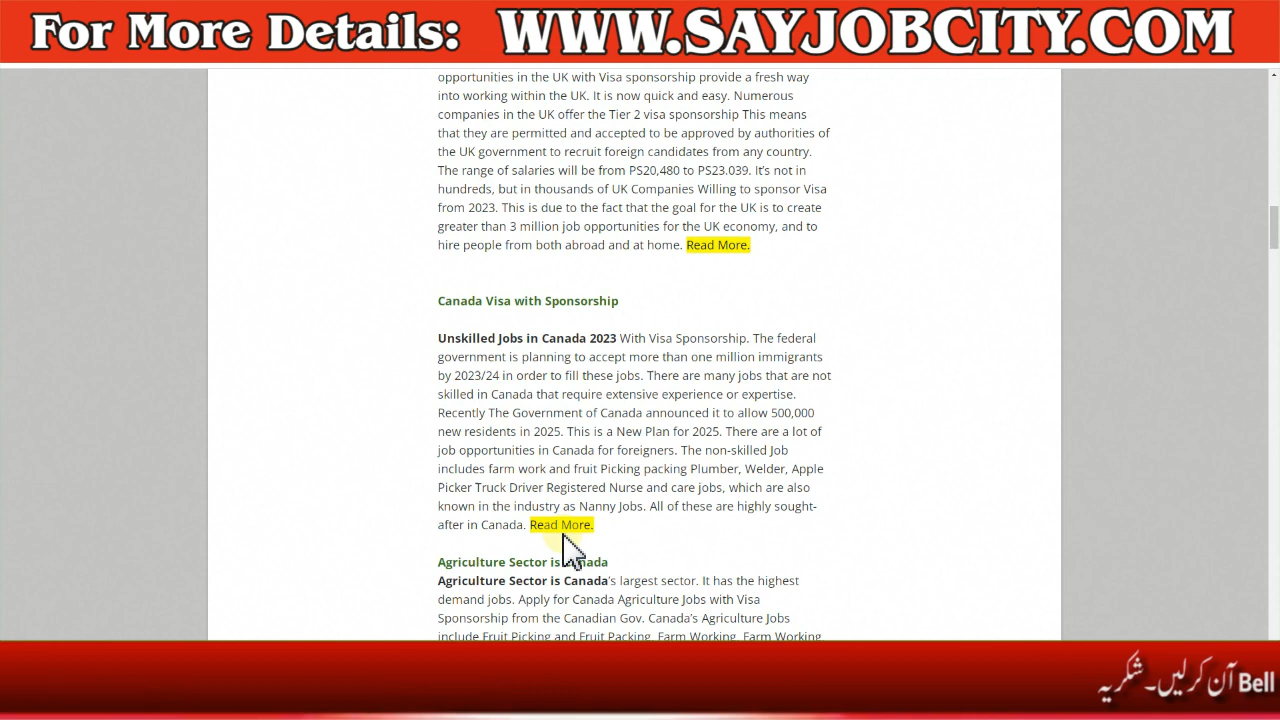 For More Details: WWW.SAYJOBCITY.COM
opportunities in the UK with Visa sponsorship provide a fresh way
into working within the UK. It is now quick and easy. Numerous
companies in the UK offer the Tier 2 visa sponsorship This means
that they are permitted and accepted to be approved by authorities of
the UK government to recruit foreign candidates from any country.
The range of salaries will be from PS20,480 to PS23.039. It's not in
hundreds, but in thousands of UK Companies Willing to sponsor Visa
from 2023. This is due to the fact that the goal for the UK is to create
greater than 3 million job opportunities for the UK economy, and to
hire people from both abroad and at home. Read More.
Canada Visa with Sponsorship
Unskilled Jobs in Canada 2023 With Visa Sponsorship. The federal
government is planning to accept more than one million immigrants
by 2023/24 in order to fill these jobs. There are many jobs that are not
skilled in Canada that require extensive experience or expertise.
Recently The Government of Canada announced it to allow 500,000
new residents in 2025. This is a New Plan for 2025. There are a lot of
job opportunities in Canada for foreigners. The non-skilled Job
includes farm work and fruit Picking packing Plumber, Welder, Apple
Picker Truck Driver Registered Nurse and care jobs, which are also
known in the industry as Nanny Jobs. All of these are highly sought-
after in Canada. Read More.
Agriculture Sector is Canada
Agriculture Sector is Canada's largest sector. It has the highest
demand jobs. Apply for Canada Agriculture Jobs with Visa
Sponsorship from the Canadian Gov. Canada's Agriculture Jobs
include Fruit Picking and Fruit Packing, Farm Working, Farm Working
Bell آن کرلیں۔ شکریہ